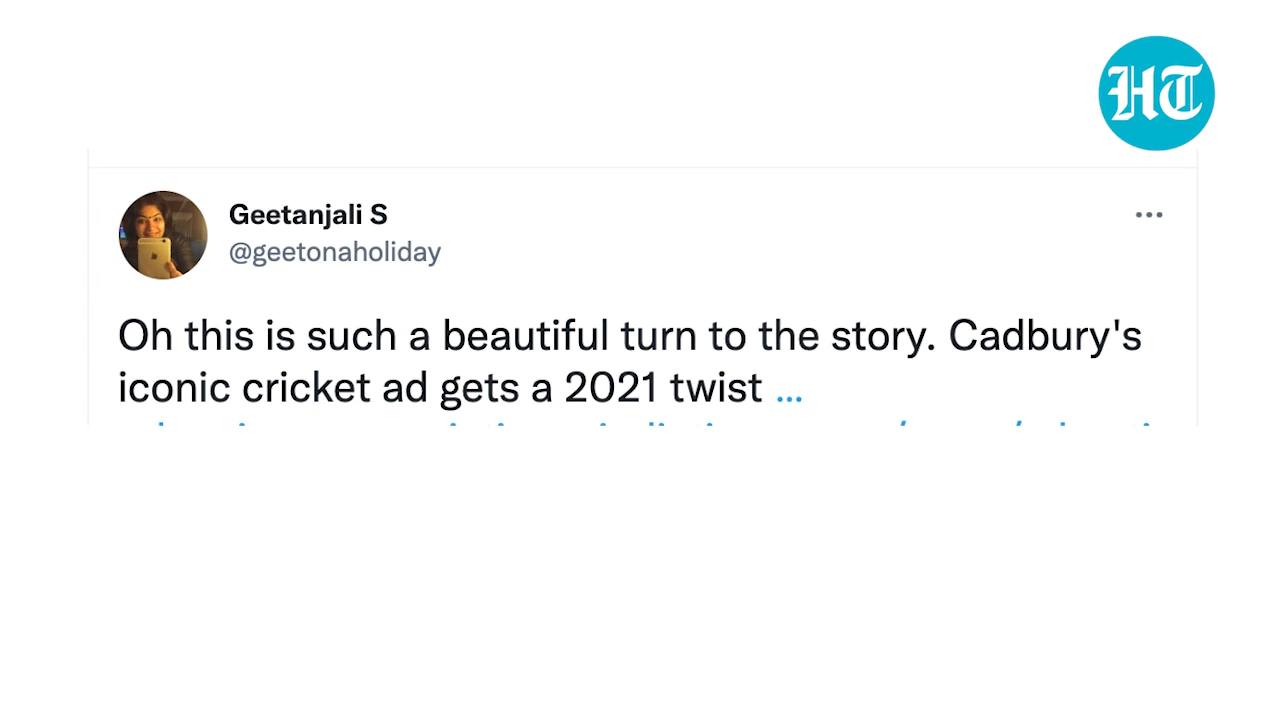 HT
Geetanjali S
@geetonaholiday
Oh this is such a beautiful turn to the story. Cadbury's
iconic cricket ad gets a 2021 twist ...